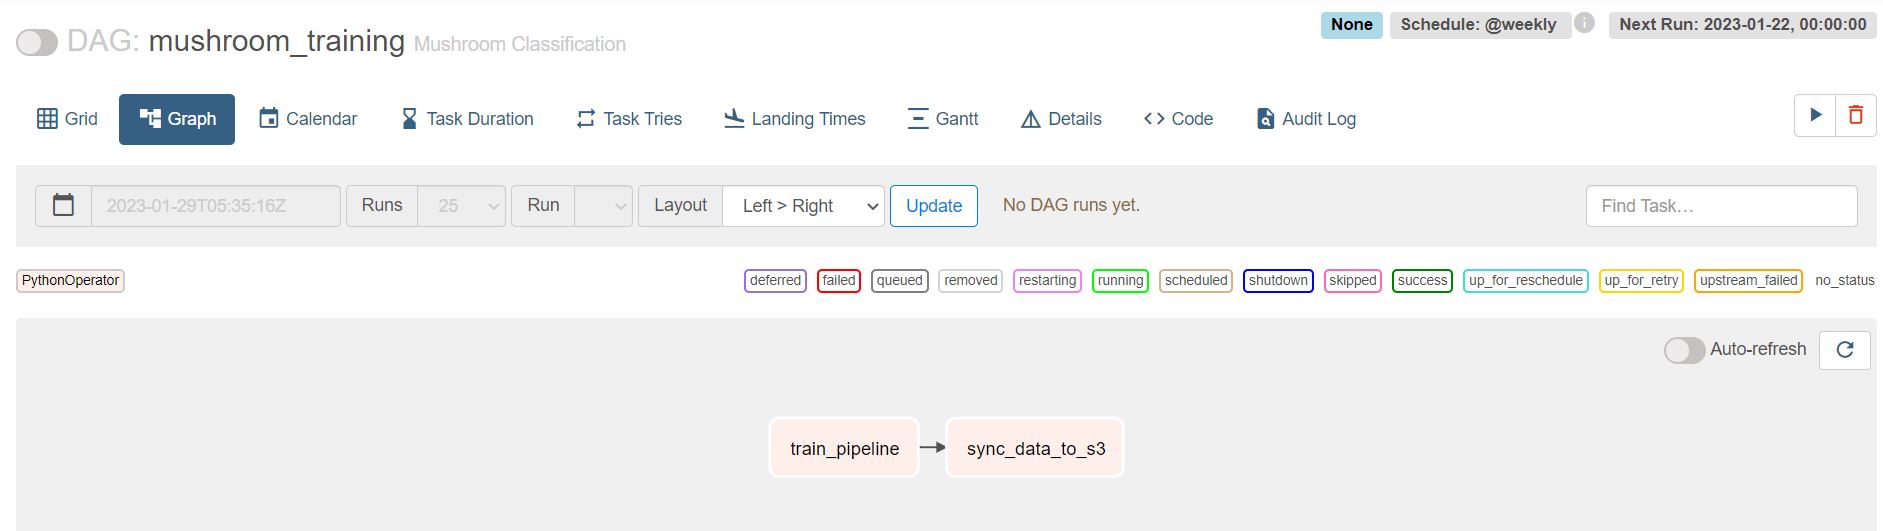 DAG: mushroom_training Mushroom Classification
None Schedule: @weekly i Next Run: 2023-01-22, 00:00:00
Grid Graph Calendar Task Duration Task Tries Landing Times Gantt Details Code Audit Log
2023-01-29T05:35:16Z Runs 25 Run Layout Left > Right Update No DAG runs yet. Find Task...
PythonOperator deferred failed queued removed restarting running scheduled shutdown skipped success up_for_reschedule up_for_retry upstream_failed no_status
Auto-refresh
train_pipeline sync_data_to_s3